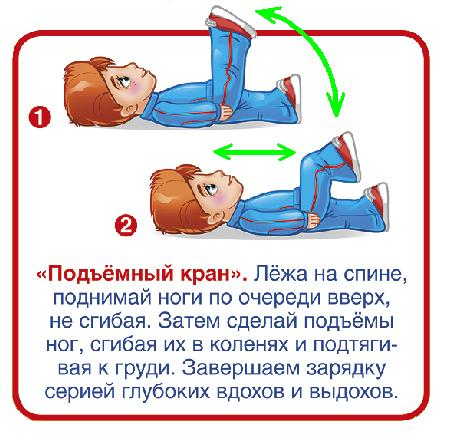 1
2
«Подъёмный кран». Лёжа на спине,
поднимай ноги по очереди вверх,
не сгибая. Затем сделай подъёмы
ног, сгибая их в коленях и подтяги-
вая к груди. Завершаем зарядку
серией глубоких вдохов и выдохов.